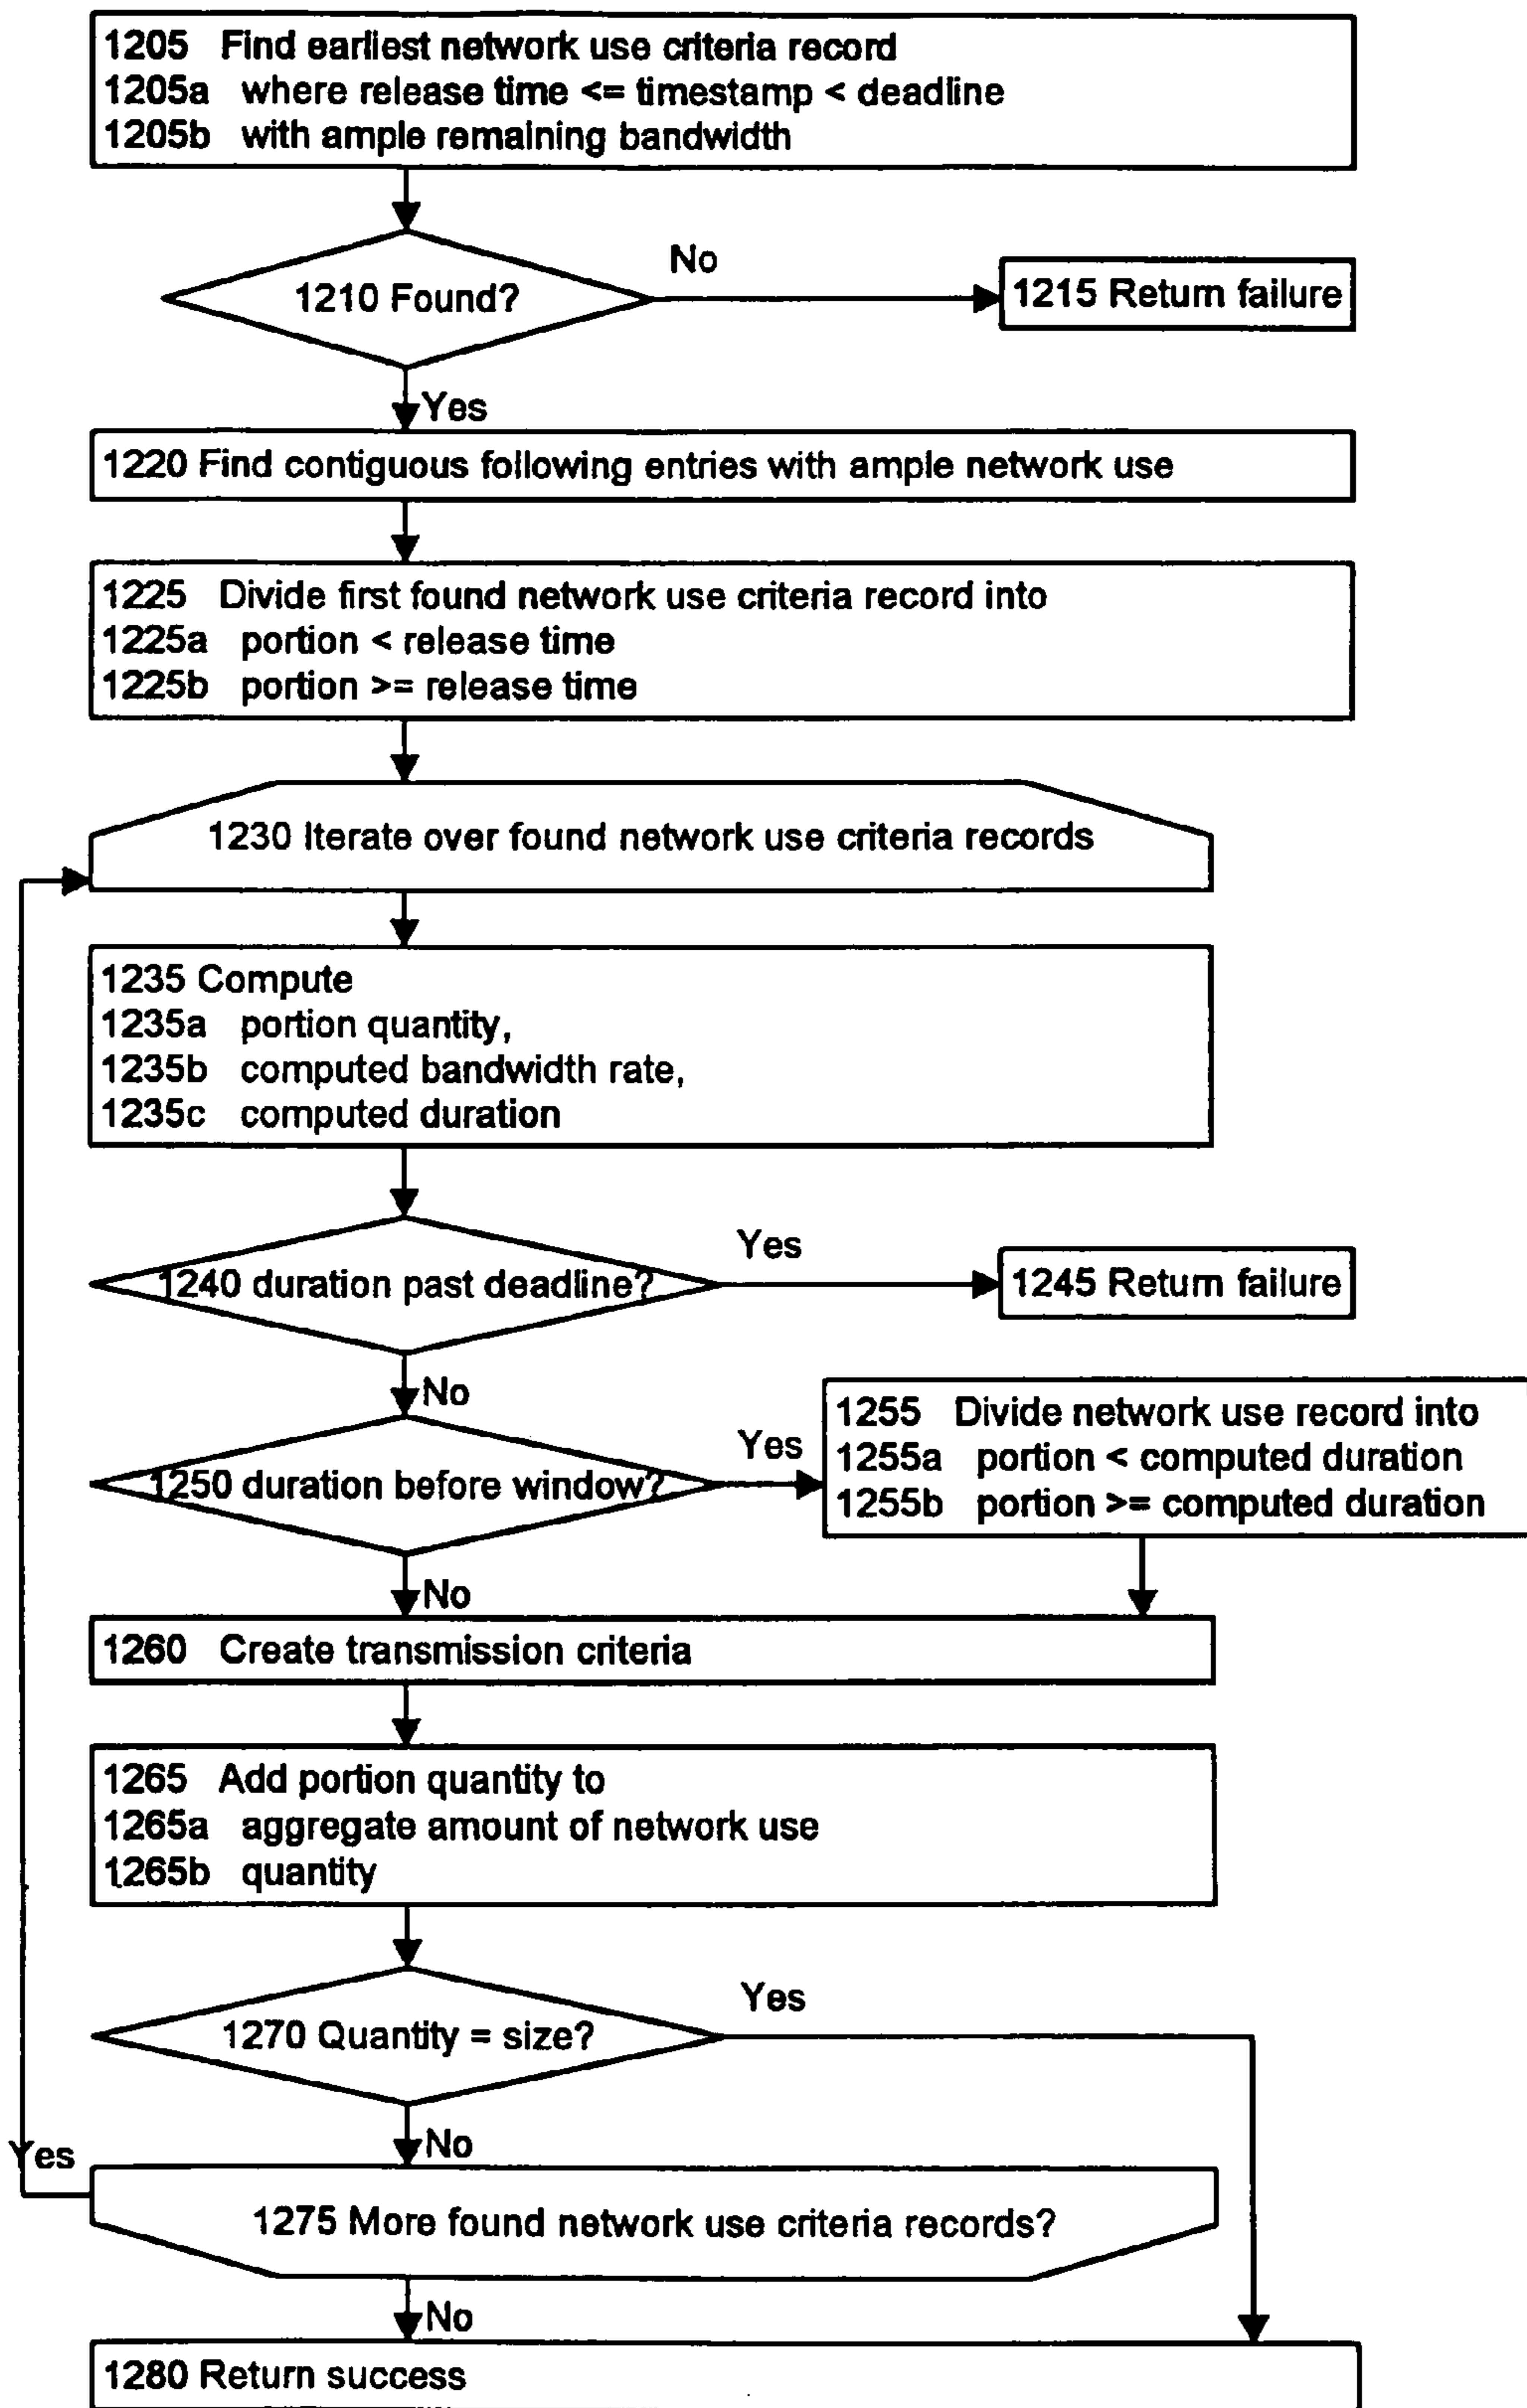 1205 Find earliest network use criteria record
1205a where release time <= timestamp < deadline
1205b with ample remaining bandwidth
1210 Found?
No
1215 Return failure
Yes
1220 Find contiguous following entries with ample network use
1225 Divide first found network use criteria record into
1225a portion < release time
1225b portion >= release time
1230 Iterate over found network use criteria records
1235 Compute
1235a portion quantity,
1235b computed bandwidth rate,
1235c computed duration
1240 duration past deadline?
Yes
1245 Return failure
No
1250 duration before window?
Yes
1255 Divide network use record into
1255a portion < computed duration
1255b portion >= computed duration
No
1260 Create transmission criteria
1265 Add portion quantity to
1265a aggregate amount of network use
1265b quantity
1270 Quantity = size?
Yes
No
Yes
1275 More found network use criteria records?
No
1280 Return success